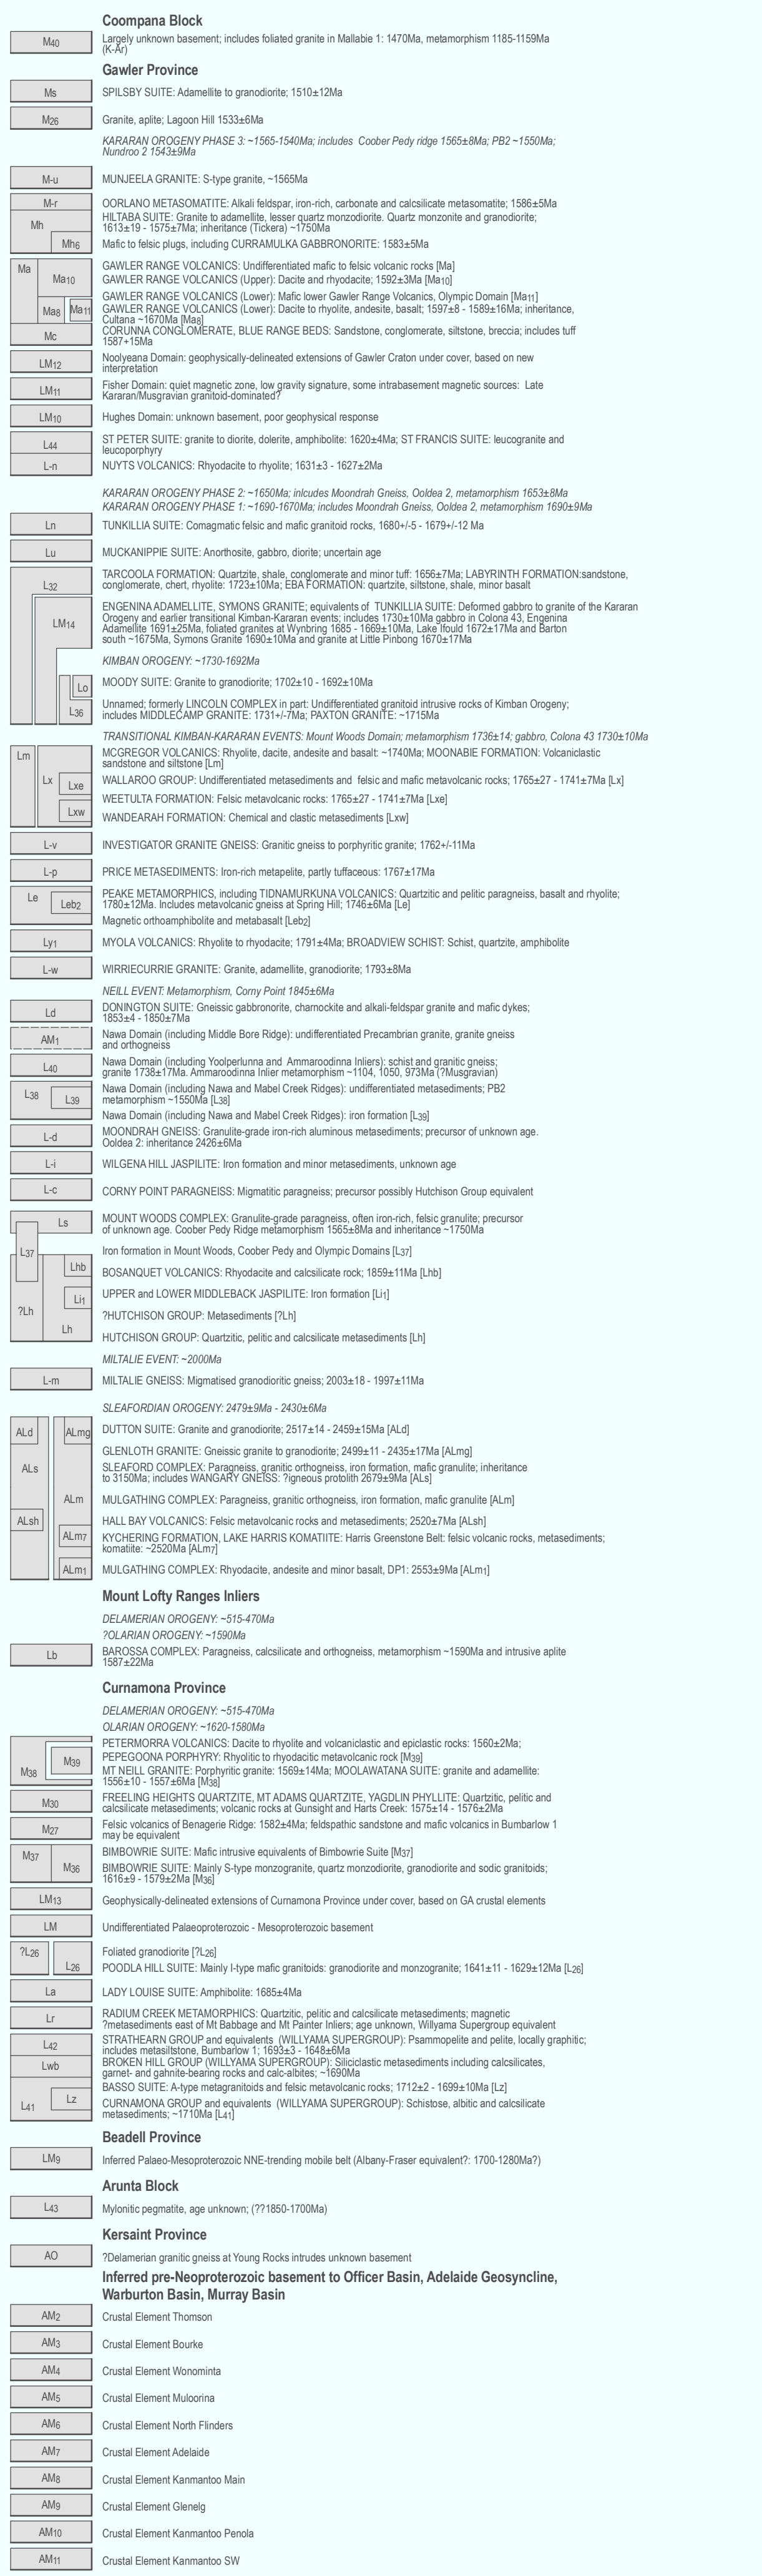 Coompana Block
M40
Largely unknown basement; includes foliated granite in Mallabie 1: 1470Ma, metamorphism 1185-1159Ma
(K-Ar)
Gawler Province
Ms
SPILSBY SUITE: Adamellite to granodiorite; 1510±12Ma
M26
Granite, aplite; Lagoon Hill 1533±6Ma
KARARAN OROGENY PHASE 3: ~1565-1540Ma; includes Coober Pedy ridge 1565±8Ma; PB2 ~1550Ma;
Nundroo 2 1543±9Ma
M-u
MUNJEELA GRANITE: S-type granite, ~1565Ma
M-r
OORLANO METASOMATITE: Alkali feldspar, iron-rich, carbonate and calcsilicate metasomatite; 1586±5Ma
Mh
HILTABA SUITE: Granite to adamellite, lesser quartz monzodiorite. Quartz monzonite and granodiorite;
1613±19 - 1575±7Ma; inheritance (Tickera) ~1750Ma
Mh6
Mafic to felsic plugs, including CURRAMULKA GABBRONORITE: 1583±5Ma
Ma
GAWLER RANGE VOLCANICS: Undifferentiated mafic to felsic volcanic rocks [Ma]
Ma10
GAWLER RANGE VOLCANICS (Upper): Dacite and rhyodacite; 1592±3Ma [Ma10]
GAWLER RANGE VOLCANICS (Lower): Mafic lower Gawler Range Volcanics, Olympic Domain [Ma11]
Ma8
Ma11
GAWLER RANGE VOLCANICS (Lower): Dacite to rhyolite, andesite, basalt; 1597±8 - 1589±16Ma; inheritance,
Cultana ~1670Ma [Ma8]
Mc
CORUNNA CONGLOMERATE, BLUE RANGE BEDS: Sandstone, conglomerate, siltstone, breccia; includes tuff
1587+15Ma
LM12
Noolyeana Domain: geophysically-delineated extensions of Gawler Craton under cover, based on new
interpretation
LM11
Fisher Domain: quiet magnetic zone, low gravity signature, some intrabasement magnetic sources: Late
Kararan/Musgravian granitoid-dominated?
LM10
Hughes Domain: unknown basement, poor geophysical response
L44
ST PETER SUITE: granite to diorite, dolerite, amphibolite: 1620±4Ma; ST FRANCIS SUITE: leucogranite and
leucoporphyry
L-n
NUYTS VOLCANICS: Rhyodacite to rhyolite; 1631±3 - 1627±2Ma
KARARAN OROGENY PHASE 2: ~1650Ma; inlcudes Moondrah Gneiss, Ooldea 2, metamorphism 1653±8Ma
KARARAN OROGENY PHASE 1: ~1690-1670Ma; includes Moondrah Gneiss, Ooldea 2, metamorphism 1690±9Ma
Ln
TUNKILLIA SUITE: Comagmatic felsic and mafic granitoid rocks, 1680+/-5 - 1679+/-12 Ma
Lu
MUCKANIPPIE SUITE: Anorthosite, gabbro, diorite; uncertain age
L32
TARCOOLA FORMATION: Quartzite, shale, conglomerate and minor tuff: 1656±7Ma; LABYRINTH FORMATION:sandstone,
conglomerate, chert, rhyolite: 1723±10Ma; EBA FORMATION: quartzite, siltstone, shale, minor basalt
LM14
ENGENINA ADAMELLITE, SYMONS GRANITE; equivalents of TUNKILLIA SUITE: Deformed gabbro to granite of the Kararan
Orogeny and earlier transitional Kimban-Kararan events; includes 1730±10Ma gabbro in Colona 43, Engenina
Adamellite 1691±25Ma, foliated granites at Wynbring 1685 - 1669±10Ma, Lake Ifould 1672±17Ma and Barton
south ~1675Ma, Symons Granite 1690±10Ma and granite at Little Pinbong 1670±17Ma
KIMBAN OROGENY: ~1730-1692Ma
Lo
MOODY SUITE: Granite to granodiorite; 1702±10 - 1692±10Ma
L36
Unnamed; formerly LINCOLN COMPLEX in part: Undifferentiated granitoid intrusive rocks of Kimban Orogeny;
includes MIDDLECAMP GRANITE: 1731+/-7Ma; PAXTON GRANITE: ~1715Ma
TRANSITIONAL KIMBAN-KARARAN EVENTS: Mount Woods Domain; metamorphism 1736±14; gabbro, Colona 43 1730±10Ma
Lm
MCGREGOR VOLCANICS: Rhyolite, dacite, andesite and basalt: ~1740Ma; MOONABIE FORMATION: Volcaniclastic
sandstone and siltstone [Lm]
Lx
WALLAROO GROUP: Undifferentiated metasediments and felsic and mafic metavolcanic rocks; 1765±27 - 1741±7Ma [Lx]
Lxe
WEETULTA FORMATION: Felsic metavolcanic rocks: 1765±27 - 1741±7Ma [Lxe]
Lxw
WANDEARAH FORMATION: Chemical and clastic metasediments [Lxw]
L-v
INVESTIGATOR GRANITE GNEISS: Granitic gneiss to porphyritic granite; 1762+/-11Ma
L-p
PRICE METASEDIMENTS: Iron-rich metapelite, partly tuffaceous; 1767±17Ma
Le
PEAKE METAMORPHICS, including TIDNAMURKUNA VOLCANICS: Quartzitic and pelitic paragneiss, basalt and rhyolite;
1780±12Ma. Includes metavolcanic gneiss at Spring Hill; 1746±6Ma [Le]
Leb2
Magnetic orthoamphibolite and metabasalt [Leb2]
Ly1
MYOLA VOLCANICS: Rhyolite to rhyodacite; 1791±4Ma; BROADVIEW SCHIST: Schist, quartzite, amphibolite
L-w
WIRRIECURRIE GRANITE: Granite, adamellite, granodiorite; 1793±8Ma
NEILL EVENT: Metamorphism, Corny Point 1845±6Ma
Ld
DONINGTON SUITE: Gneissic gabbronorite, charnockite and alkali-feldspar granite and mafic dykes;
1853±4 - 1850±7Ma
AM1
Nawa Domain (including Middle Bore Ridge): undifferentiated Precambrian granite, granite gneiss
and orthogneiss
L40
Nawa Domain (including Yoolperlunna and Ammaroodinna Inliers): schist and granitic gneiss;
granite 1738±17Ma. Ammaroodinna Inlier metamorphism ~1104, 1050, 973Ma (?Musgravian)
L38
Nawa Domain (including Nawa and Mabel Creek Ridges): undifferentiated metasediments; PB2
metamorphism ~1550Ma [L38]
L39
Nawa Domain (including Nawa and Mabel Creek Ridges): iron formation [L39]
L-d
MOONDRAH GNEISS: Granulite-grade iron-rich aluminous metasediments; precursor of unknown age.
Ooldea 2: inheritance 2426±6Ma
L-i
WILGENA HILL JASPILITE: Iron formation and minor metasediments, unknown age
L-c
CORNY POINT PARAGNEISS: Migmatitic paragneiss; precursor possibly Hutchison Group equivalent
Ls
MOUNT WOODS COMPLEX: Granulite-grade paragneiss, often iron-rich, felsic granulite; precursor
of unknown age. Coober Pedy Ridge metamorphism 1565±8Ma and inheritance ~1750Ma
L37
Iron formation in Mount Woods, Coober Pedy and Olympic Domains [L37]
Lhb
BOSANQUET VOLCANICS: Rhyodacite and calcsilicate rock; 1859±11Ma [Lhb]
Li1
UPPER and LOWER MIDDLEBACK JASPILITE: Iron formation [Li1]
?Lh
?HUTCHISON GROUP: Metasediments [?Lh]
Lh
HUTCHISON GROUP: Quartzitic, pelitic and calcsilicate metasediments [Lh]
MILTALIE EVENT: ~2000Ma
L-m
MILTALIE GNEISS: Migmatised granodioritic gneiss; 2003±18 - 1997±11Ma
SLEAFORDIAN OROGENY: 2479±9Ma - 2430±6Ma
ALd
ALmg
DUTTON SUITE: Granite and granodiorite; 2517±14 - 2459±15Ma [ALd]
GLENLOTH GRANITE: Gneissic granite to granodiorite; 2499±11 - 2435±17Ma [ALmg]
ALs
SLEAFORD COMPLEX: Paragneiss, granitic orthogneiss, iron formation, mafic granulite; inheritance
to 3150Ma; includes WANGARY GNEISS: ?igneous protolith 2679±9Ma [ALs]
ALm
MULGATHING COMPLEX: Paragneiss, granitic orthogneiss, iron formation, mafic granulite [ALm]
ALsh
HALL BAY VOLCANICS: Felsic metavolcanic rocks and metasediments; 2520±7Ma [ALsh]
ALm7
KYCHERING FORMATION, LAKE HARRIS KOMATIITE: Harris Greenstone Belt: felsic volcanic rocks, metasediments;
komatiite: ~2520Ma [ALm7]
ALm1
MULGATHING COMPLEX: Rhyodacite, andesite and minor basalt, DP1: 2553±9Ma [ALm1]
Mount Lofty Ranges Inliers
DELAMERIAN OROGENY: ~515-470Ma
?OLARIAN OROGENY: ~1590Ma
Lb
BAROSSA COMPLEX: Paragneiss, calcsilicate and orthogneiss, metamorphism ~1590Ma and intrusive aplite
1587±22Ma
Curnamona Province
DELAMERIAN OROGENY: ~515-470Ma
OLARIAN OROGENY: ~1620-1580Ma
PETERMORRA VOLCANICS: Dacite to rhyolite and volcaniclastic and epiclastic rocks: 1560±2Ma;
M39
PEPEGOONA PORPHYRY: Rhyolitic to rhyodacitic metavolcanic rock [M39]
M38
MT NEILL GRANITE: Porphyritic granite: 1569±14Ma; MOOLAWATANA SUITE: granite and adamellite:
1556±10 - 1557±6Ma [M38]
M30
FREELING HEIGHTS QUARTZITE, MT ADAMS QUARTZITE, YAGDLIN PHYLLITE: Quartzitic, pelitic and
calcsilicate metasediments; volcanic rocks at Gunsight and Harts Creek: 1575±14 - 1576±2Ma
M27
Felsic volcanics of Benagerie Ridge: 1582±4Ma; feldspathic sandstone and mafic volcanics in Bumbarlow 1
may be equivalent
M37
BIMBOWRIE SUITE: Mafic intrusive equivalents of Bimbowrie Suite [M37]
M36
BIMBOWRIE SUITE: Mainly S-type monzogranite, quartz monzodiorite, granodiorite and sodic granitoids;
1616±9 - 1579±2Ma [M36]
LM13
Geophysically-delineated extensions of Curnamona Province under cover, based on GA crustal elements
LM
Undifferentiated Palaeoproterozoic - Mesoproterozoic basement
?L26
Foliated granodiorite [?L26]
L26
POODLA HILL SUITE: Mainly I-type mafic granitoids: granodiorite and monzogranite; 1641±11 - 1629±12Ma [L26]
La
LADY LOUISE SUITE: Amphibolite: 1685±4Ma
Lr
RADIUM CREEK METAMORPHICS: Quartzitic, pelitic and calcsilicate metasediments; magnetic
?metasediments east of Mt Babbage and Mt Painter Inliers; age unknown, Willyama Supergroup equivalent
L42
STRATHEARN GROUP and equivalents (WILLYAMA SUPERGROUP): Psammopelite and pelite, locally graphitic;
includes metasiltstone, Bumbarlow 1; 1693±3 - 1648±6Ma
Lwb
BROKEN HILL GROUP (WILLYAMA SUPERGROUP): Siliciclastic metasediments including calcsilicates,
garnet- and gahnite-bearing rocks and calc-albites; ~1690Ma
Lz
BASSO SUITE: A-type metagranitoids and felsic metavolcanic rocks; 1712±2 - 1699±10Ma [Lz]
L41
CURNAMONA GROUP and equivalents (WILLYAMA SUPERGROUP): Schistose, albitic and calcsilicate
metasediments; ~1710Ma [L41]
Beadell Province
LM9
Inferred Palaeo-Mesoproterozoic NNE-trending mobile belt (Albany-Fraser equivalent?: 1700-1280Ma?)
Arunta Block
L43
Mylonitic pegmatite, age unknown; (??1850-1700Ma)
Kersaint Province
AO
?Delamerian granitic gneiss at Young Rocks intrudes unknown basement
Inferred pre-Neoproterozoic basement to Officer Basin, Adelaide Geosyncline,
Warburton Basin, Murray Basin
AM2
Crustal Element Thomson
AM3
Crustal Element Bourke
AM4
Crustal Element Wonominta
AM5
Crustal Element Muloorina
AM6
Crustal Element North Flinders
AM7
Crustal Element Adelaide
AM8
Crustal Element Kanmantoo Main
AM9
Crustal Element Glenelg
AM10
Crustal Element Kanmantoo Penola
AM11
Crustal Element Kanmantoo SW